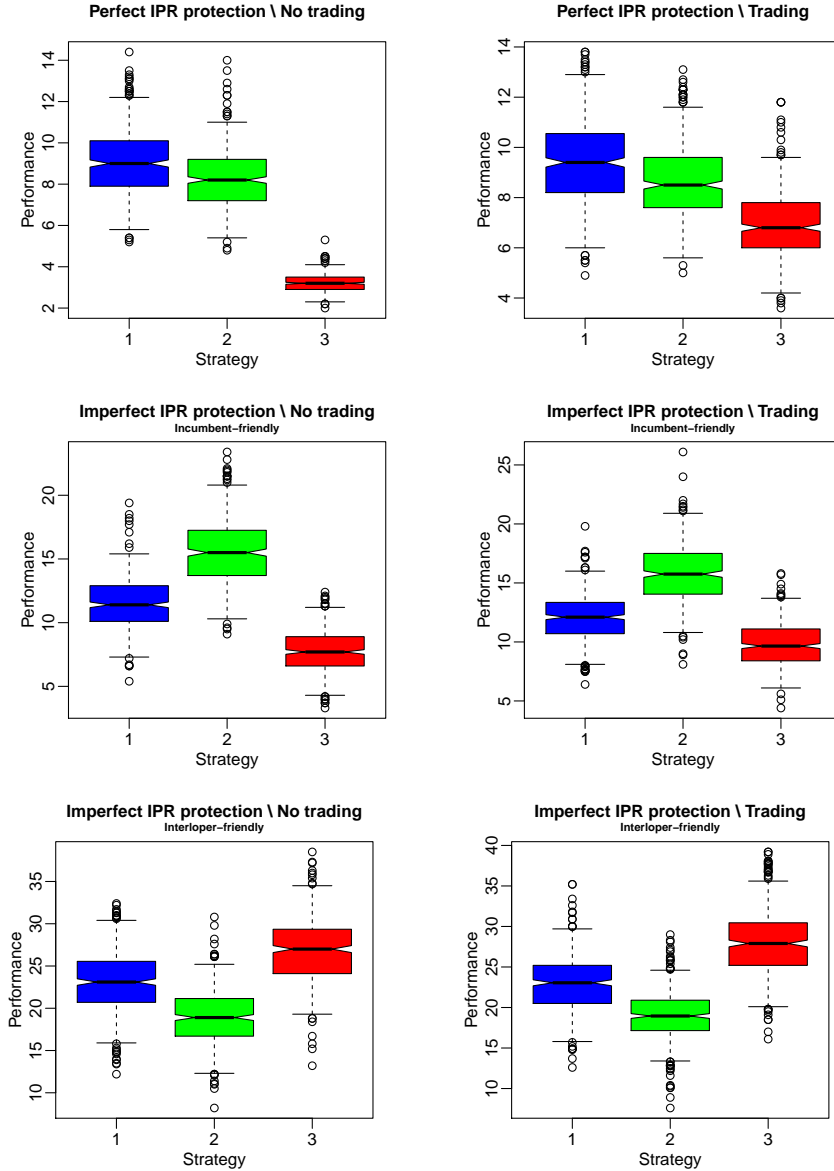 Perfect IPR protection \ No trading
Performance
2
4
6
8
10
12
14
1
2
3
Strategy
Perfect IPR protection \ Trading
Performance
4
6
8
10
12
14
1
2
3
Strategy
Imperfect IPR protection \ No trading
Incumbent−friendly
Performance
5
10
15
20
1
2
3
Strategy
Imperfect IPR protection \ Trading
Incumbent−friendly
Performance
5
10
15
20
25
1
2
3
Strategy
Imperfect IPR protection \ No trading
Interloper−friendly
Performance
10
15
20
25
30
35
1
2
3
Strategy
Imperfect IPR protection \ Trading
Interloper−friendly
Performance
10
15
20
25
30
35
40
1
2
3
Strategy